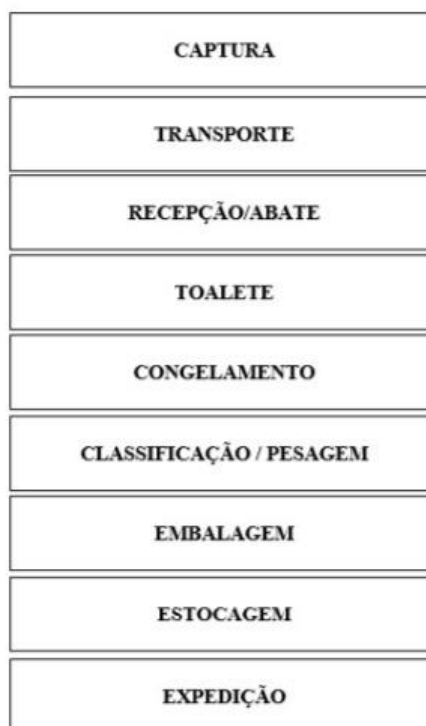 CAPTURA
TRANSPORTE
RECEPÇÃO/ABATE
TOALETE
CONGELAMENTO
CLASSIFICAÇÃO / PESAGEM
EMBALAGEM
ESTOCAGEM
EXPEDIÇÃO